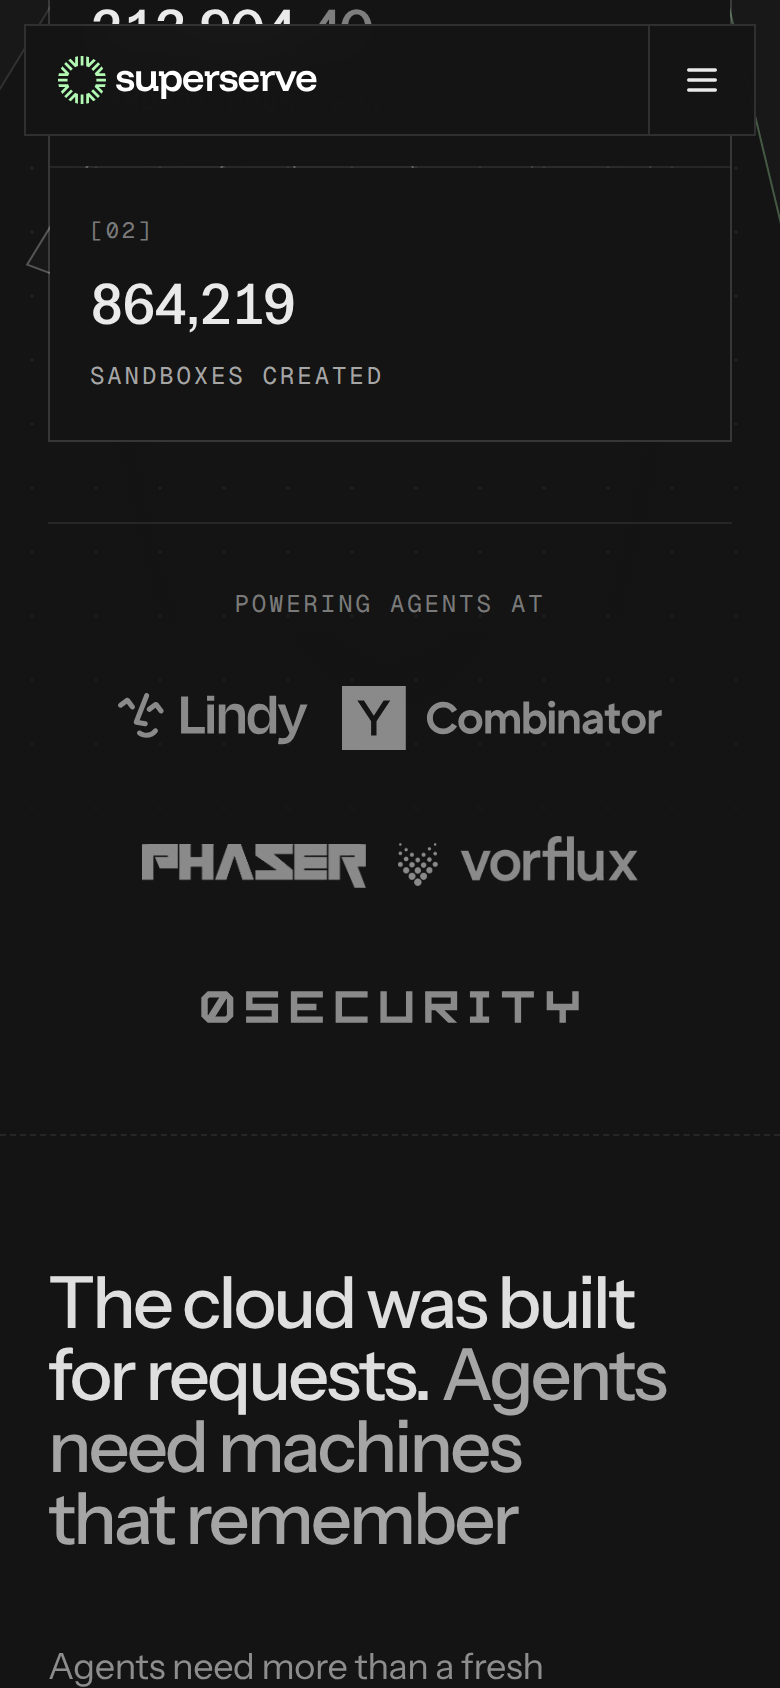 superserve
[02]
864,219
SANDBOXES CREATED
POWERING AGENTS AT
Lindy
Y Combinator
PHASER
vorflux
0SECURITY
The cloud was built
for requests. Agents
need machines
that remember
Agents need more than a fresh